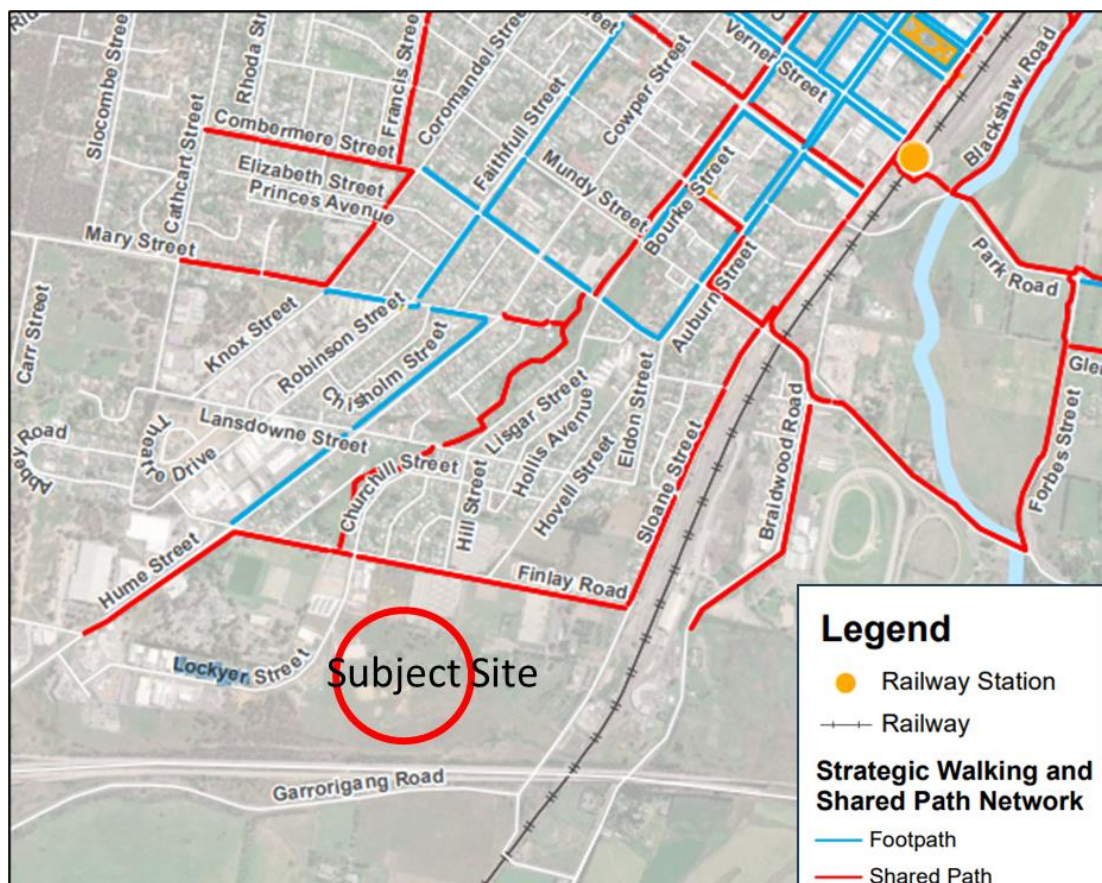 Slocombe Street
Rhoda Street
Cathcart Street
Francis Street
Coromandel Street
Combermere Street
Elizabeth Street
Princes Avenue
Mary Street
Faithfull Street
Cowper Street
Mundy Street
Verner Street
Bourke Street
Blackshaw Road
Park Road
Auburn Street
Carr Street
Knox Street
Robinson Street
Chisholm Street
Lansdowne Street
Lisgar Street
Hollis Avenue
Eldon Street
Hovell Street
Abbey Road
Theatre Drive
Churchill Street
Hill Street
Sloane Street
Braidwood Road
Forbes Street
Hume Street
Finlay Road
Lockyer Street
Subject Site
Garrorigang Road
Legend
Railway Station
Railway
Strategic Walking and
Shared Path Network
Footpath
Shared Path